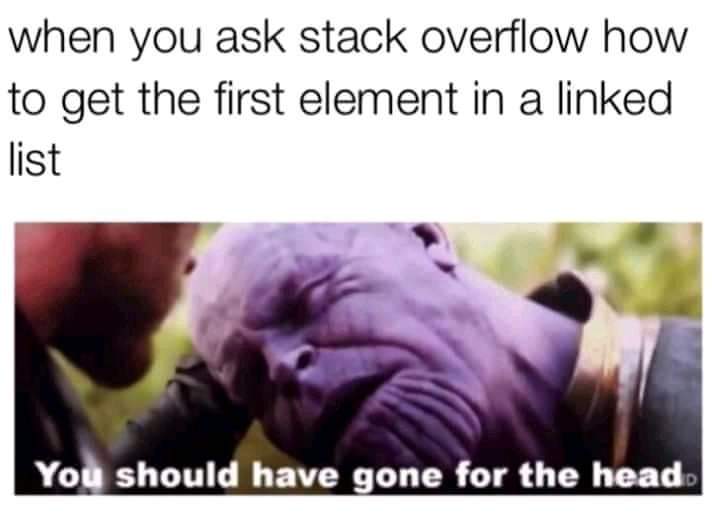 when you ask stack overflow how
to get the first element in a linked
list
You should have gone for the head